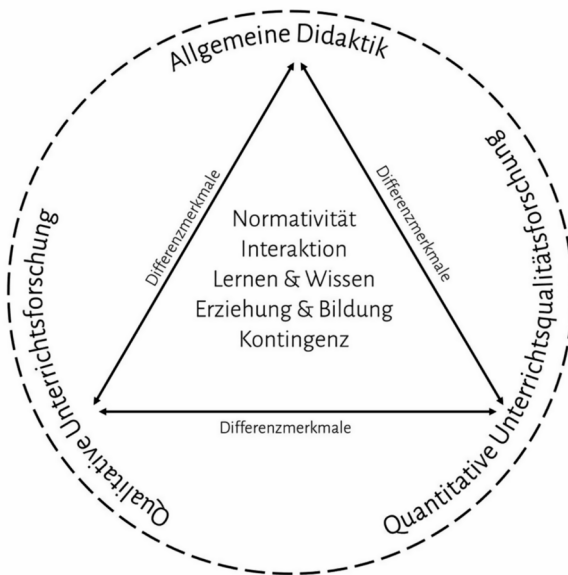 Allgemeine Didaktik
Quantitative Unterrichtsqualitätsforschung
Qualitative Unterrichtsforschung
Differenzmerkmale
Differenzmerkmale
Normativität
Interaktion
Lernen & Wissen
Erziehung & Bildung
Kontingenz
Differenzmerkmale